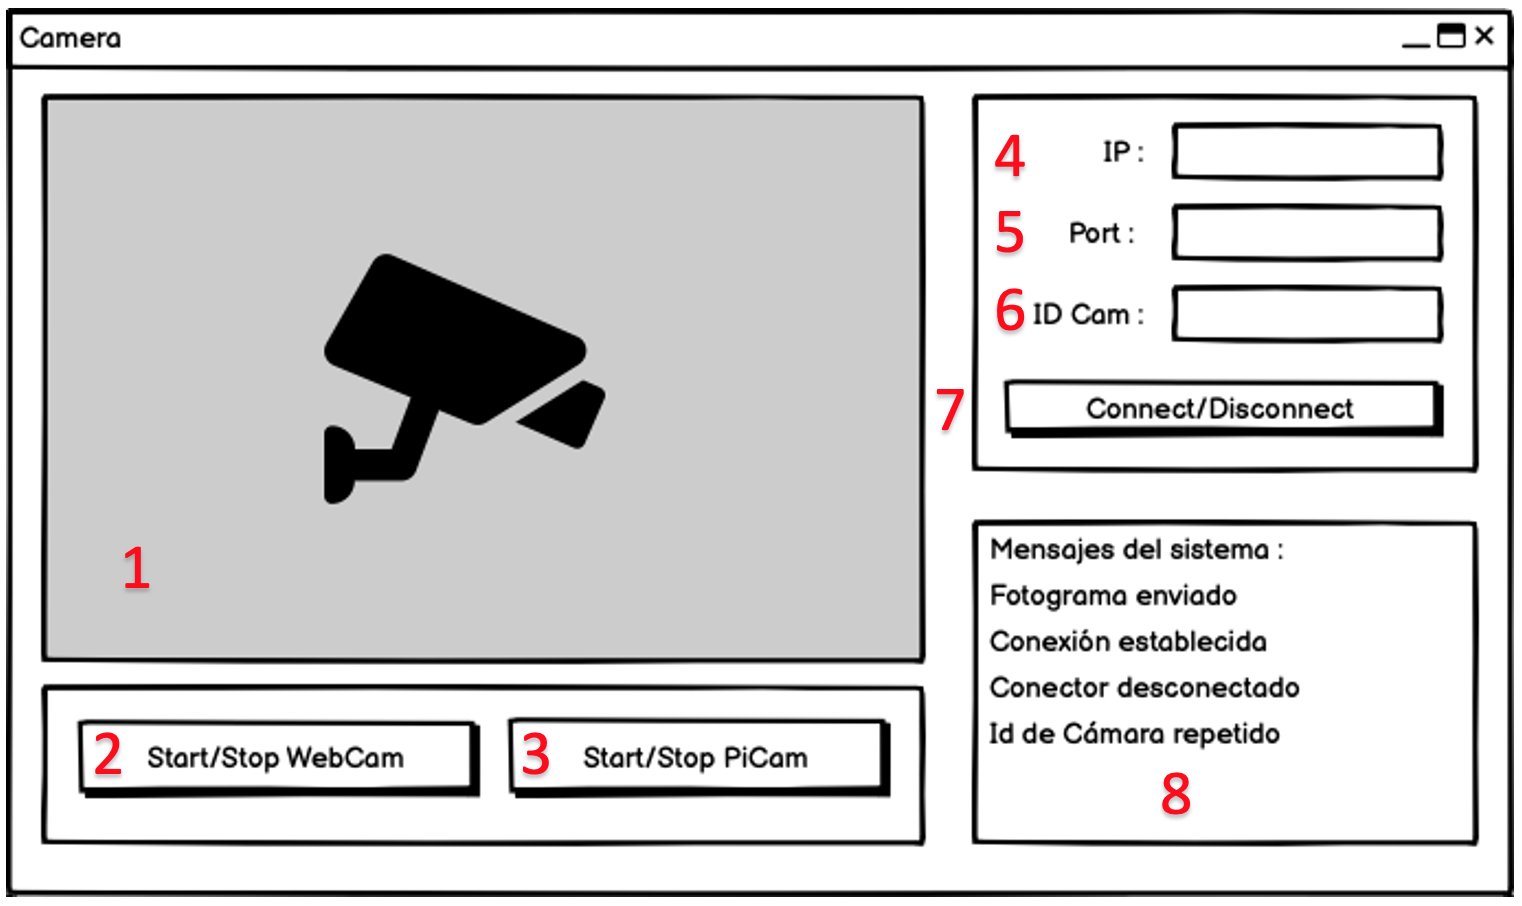 Camera
1
2 Start/Stop WebCam
3 Start/Stop PiCam
4 IP :
5 Port :
6 ID Cam :
7 Connect/Disconnect
Mensajes del sistema :
Fotograma enviado
Conexión establecida
Conector desconectado
Id de Cámara repetido
8